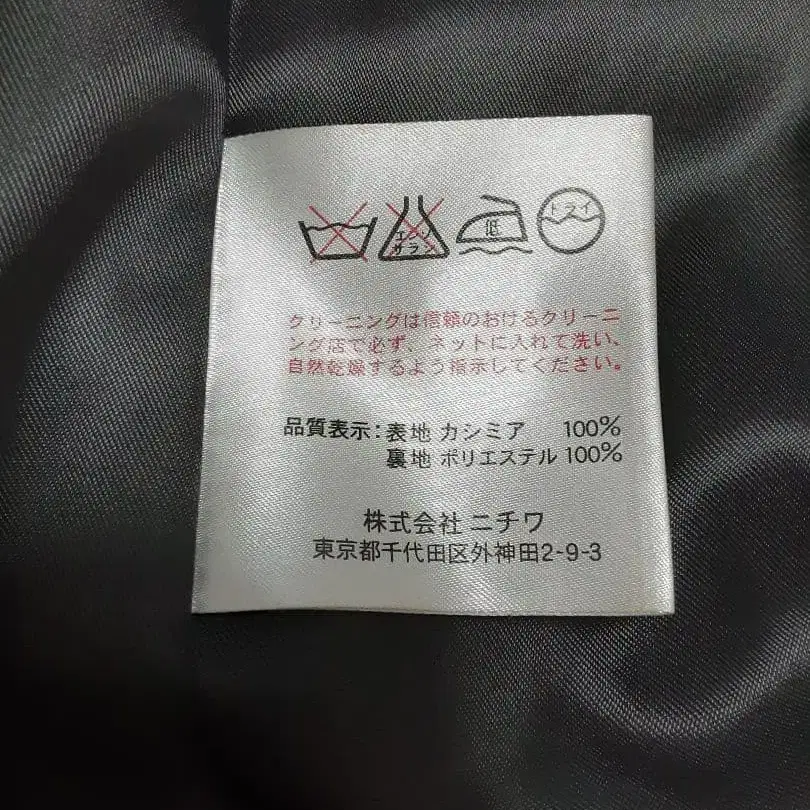 エンソ 低 ドライ
サラシ
クリーニングは信頼のおけるクリーニ
ング店で必ず、ネットに入れて洗い、
自然乾燥するよう指示してください。
品質表示:表地 カシミア 100%
裏地 ポリエステル 100%
株式会社 ニチワ
東京都千代田区外神田2-9-3